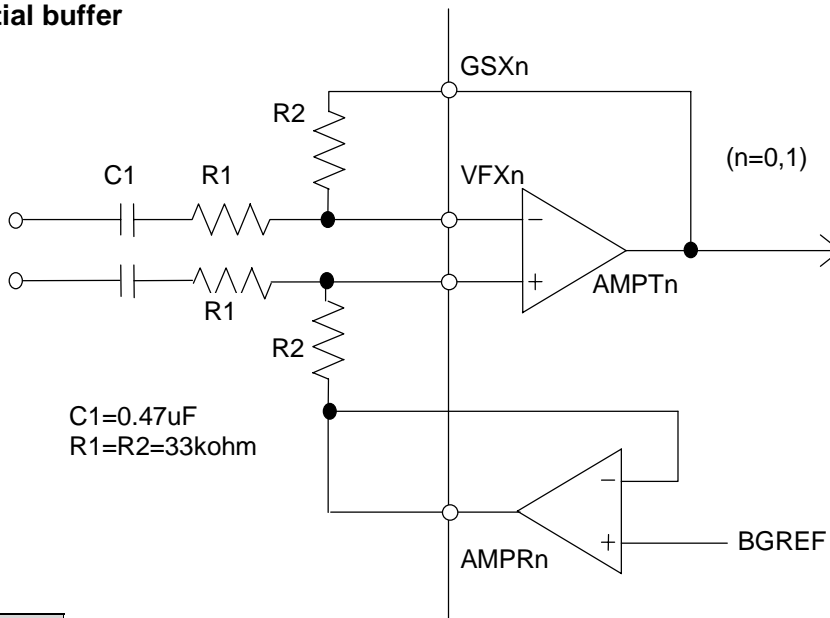 tial buffer
GSXn
R2
(n=0,1)
C1
R1
VFXn
−
+
AMPTn
R1
R2
C1=0.47uF
R1=R2=33kohm
−
+
BGREF
AMPRn